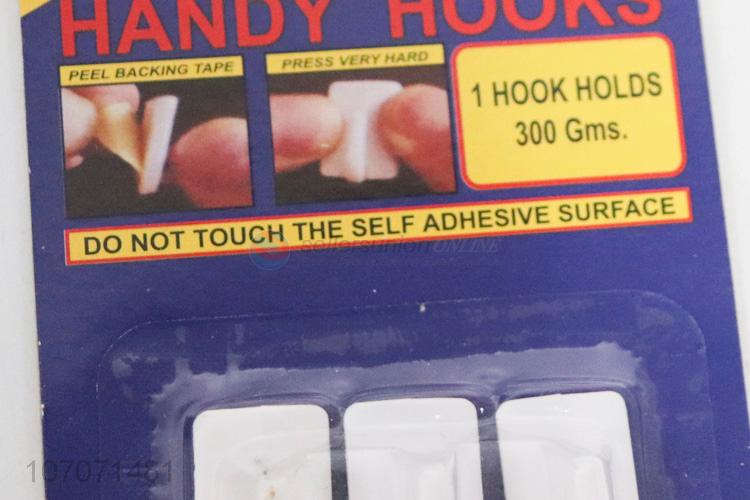 HANDY HOOKS
PEEL BACKING TAPE
PRESS VERY HARD
1 HOOK HOLDS
300 Gms.
DO NOT TOUCH THE SELF ADHESIVE SURFACE
sellersunionONLINE
107071461